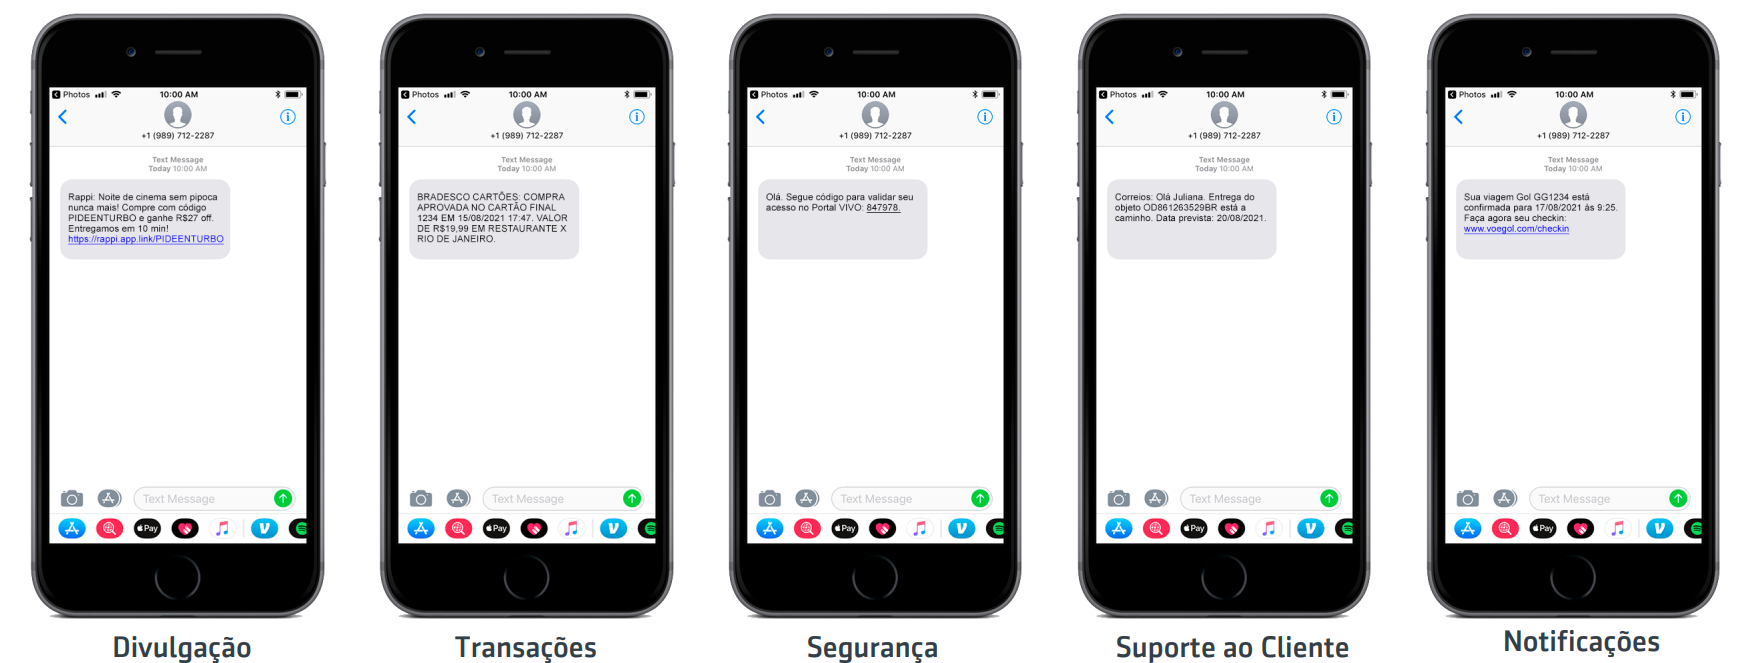 Photos
10:00 AM
+1 (989) 712-2287
Text Message
Today 10:00 AM
Rappi: Noite de cinema sem pipoca
nunca mais! Compre com código
PIDEENTURBO e ganhe R$27 off.
Entregamos em 10 min!
https://rappi.app.link/PIDEENTURBO
Text Message
Pay
Divulgação
Photos
10:00 AM
+1 (989) 712-2287
Text Message
Today 10:00 AM
BRADESCO CARTÕES: COMPRA
APROVADA NO CARTÃO FINAL
1234 EM 15/08/2021 17:47. VALOR
DE R$19,99 EM RESTAURANTE X
RIO DE JANEIRO.
Text Message
Pay
Transações
Photos
10:00 AM
+1 (989) 712-2287
Text Message
Today 10:00 AM
Olá. Segue código para validar seu
acesso no Portal VIVO: 847978.
Text Message
Pay
Segurança
Photos
10:00 AM
+1 (989) 712-2287
Text Message
Today 10:00 AM
Correios: Olá Juliana. Entrega do
objeto OD861263529BR está a
caminho. Data prevista: 20/08/2021.
Text Message
Pay
Suporte ao Cliente
Photos
10:00 AM
+1 (989) 712-2287
Text Message
Today 10:00 AM
Sua viagem Gol GG1234 está
confirmada para 17/08/2021 às 9:25.
Faça agora seu checkin:
www.voegol.com/checkin
Text Message
Pay
Notificações